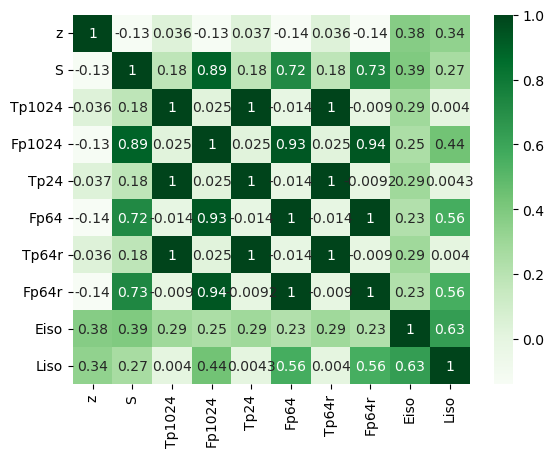 z 1 -0.13 0.036 -0.13 0.037 -0.14 0.036 -0.14 0.38 0.34
S -0.13 1 0.18 0.89 0.18 0.72 0.18 0.73 0.39 0.27
Tp1024 0.036 0.18 1 0.025 1 -0.014 1 -0.009 0.29 0.004
Fp1024 -0.13 0.89 0.025 1 0.025 0.93 0.025 0.94 0.25 0.44
Tp24 0.037 0.18 1 0.025 1 -0.014 1 -0.0092 0.29 0.0043
Fp64 -0.14 0.72 -0.014 0.93 -0.014 1 -0.014 1 0.23 0.56
Tp64r 0.036 0.18 1 0.025 1 -0.014 1 -0.009 0.29 0.004
Fp64r -0.14 0.73 -0.009 0.94 -0.0092 1 -0.009 1 0.23 0.56
Eiso 0.38 0.39 0.29 0.25 0.29 0.23 0.29 0.23 1 0.63
Liso 0.34 0.27 0.004 0.44 0.0043 0.56 0.004 0.56 0.63 1
z S Tp1024 Fp1024 Tp24 Fp64 Tp64r Fp64r Eiso Liso
1.0
0.8
0.6
0.4
0.2
0.0